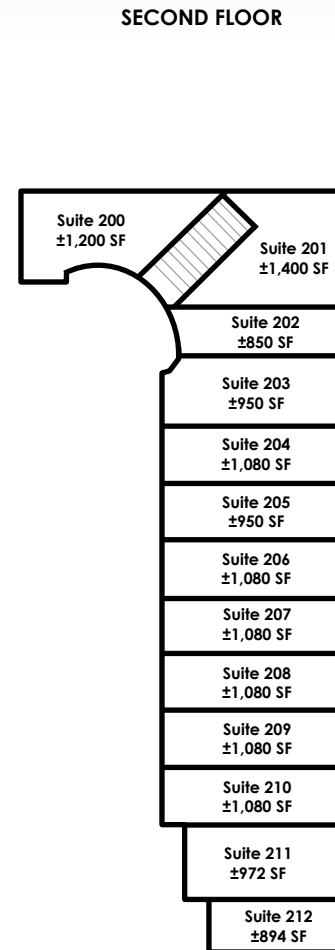 SECOND FLOOR
Suite 200
±1,200 SF
Suite 201
±1,400 SF
Suite 202
±850 SF
Suite 203
±950 SF
Suite 204
±1,080 SF
Suite 205
±950 SF
Suite 206
±1,080 SF
Suite 207
±1,080 SF
Suite 208
±1,080 SF
Suite 209
±1,080 SF
Suite 210
±1,080 SF
Suite 211
±972 SF
Suite 212
±894 SF